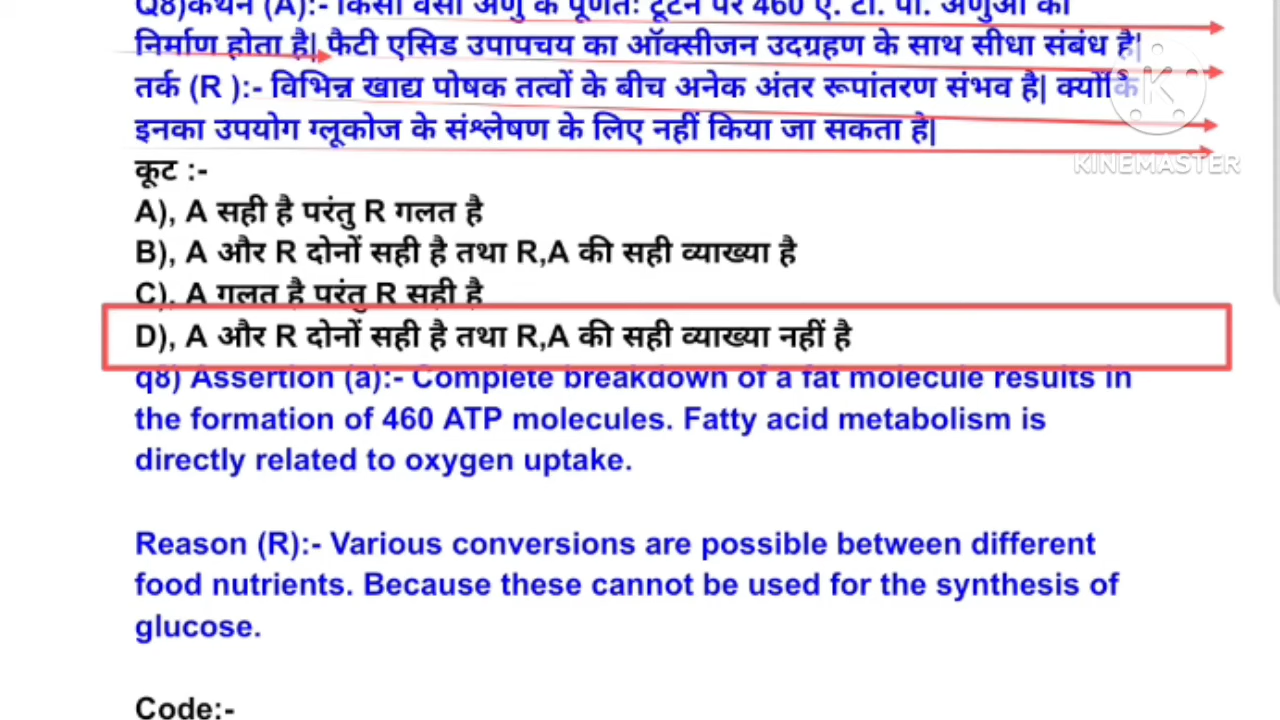 Q8)कथन (A):- किसी वसा अणु के पूर्णतः टूटने पर 460 ए. टी. पी. अणुओं का
निर्माण होता है| फैटी एसिड उपापचय का ऑक्सीजन उदग्रहण के साथ सीधा संबंध है|
तर्क (R ):- विभिन्न खाद्य पोषक तत्वों के बीच अनेक अंतर रूपांतरण संभव है| क्योंकि
इनका उपयोग ग्लूकोज के संश्लेषण के लिए नहीं किया जा सकता है|
KINEMASTER
कूट :-
A), A सही है परंतु R गलत है
B), A और R दोनों सही है तथा R,A की सही व्याख्या है
C), A गलत है परंतु R सही है
D), A और R दोनों सही है तथा R,A की सही व्याख्या नहीं है
q8) Assertion (a):- Complete breakdown of a fat molecule results in
the formation of 460 ATP molecules. Fatty acid metabolism is
directly related to oxygen uptake.
Reason (R):- Various conversions are possible between different
food nutrients. Because these cannot be used for the synthesis of
glucose.
Code:-